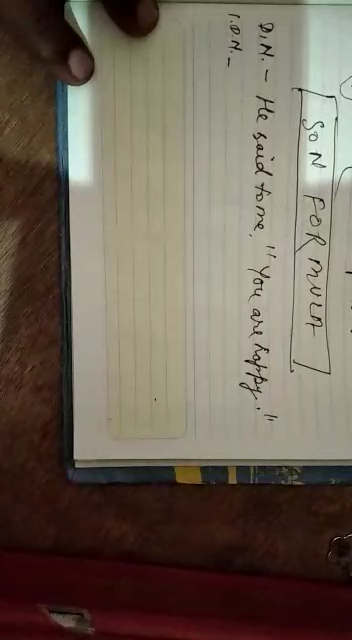 SON FORMULA
D.N. - He said to me, "You are happy."
I.D.N. -